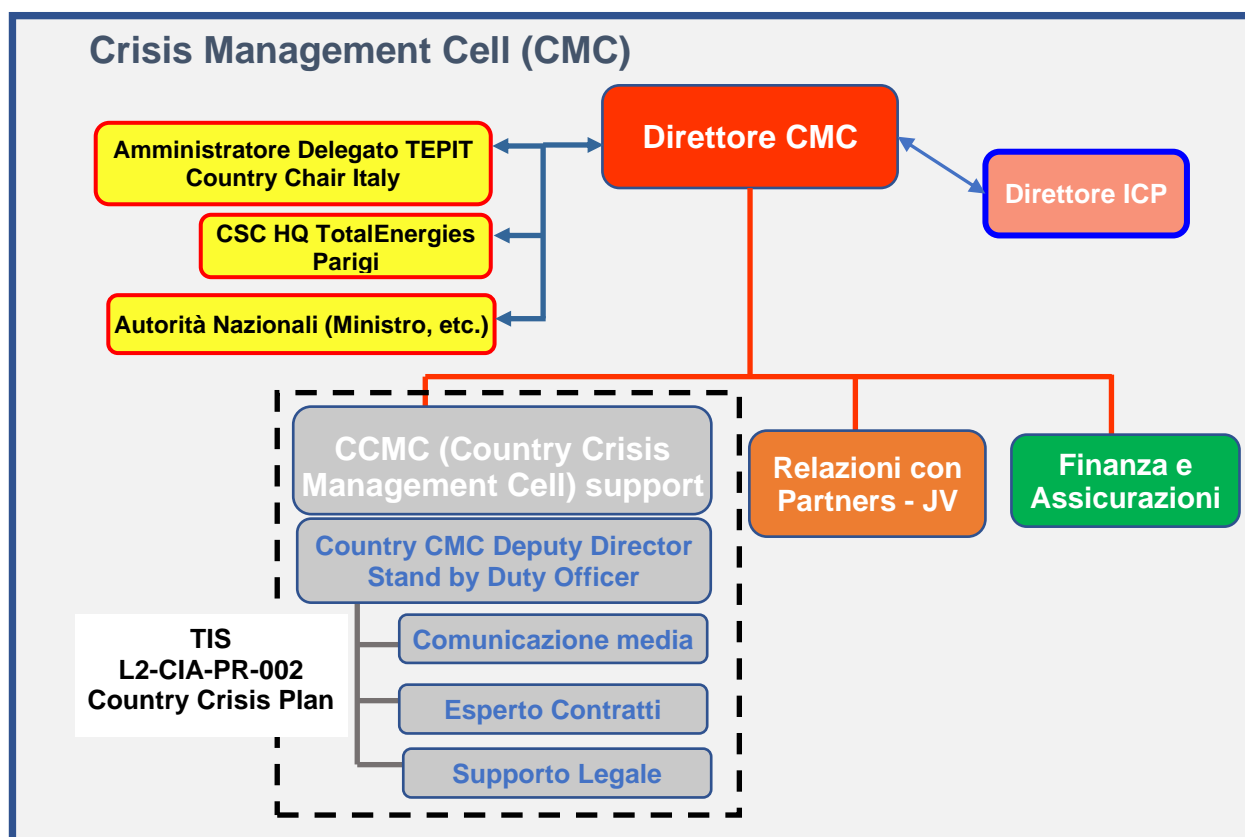 Crisis Management Cell (CMC)
Direttore CMC
Amministratore Delegato TEPIT
Country Chair Italy
Direttore ICP
CSC HQ TotalEnergies
Parigi
Autorità Nazionali (Ministro, etc.)
CCMC (Country Crisis
Management Cell) support
Relazioni con
Partners - JV
Finanza e
Assicurazioni
Country CMC Deputy Director
Stand by Duty Officer
TIS
L2-CIA-PR-002
Country Crisis Plan
Comunicazione media
Esperto Contratti
Supporto Legale